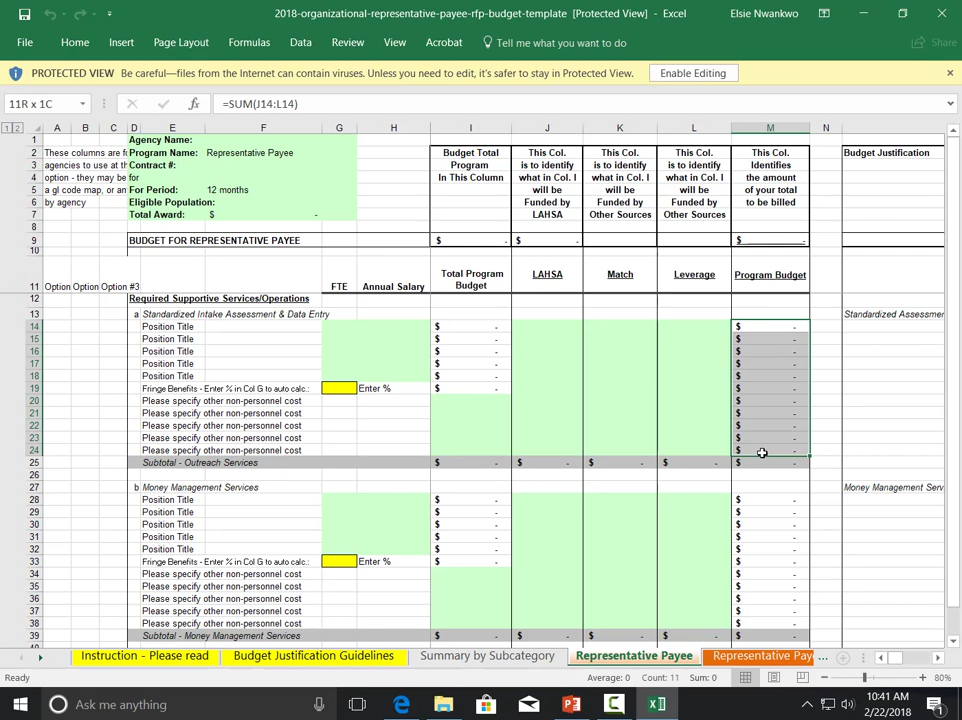 2018-organizational-representative-payee-rfp-budget-template [Protected View] - Excel
Elsie Nwankwo
File Home Insert Page Layout Formulas Data Review View Acrobat Tell me what you want to do Share
PROTECTED VIEW Be careful—files from the Internet can contain viruses. Unless you need to edit, it's safer to stay in Protected View. Enable Editing
11R x 1C fx =SUM(J14:L14)
1 2 A B C D E F G H I J K L M N
1 Agency Name:
2 These columns are f Program Name: Representative Payee Budget Total This Col. This Col. This Col. This Col. Budget Justification
3 agencies to use at th Contract #: Program is to identify is to identify is to identify Identifies
4 option - they may be for In This Column what in Col. I what in Col. I what in Col. I the amount
5 a gl code map, or an For Period: 12 months will be will be will be of your total
6 by agency Eligible Population: Funded by Funded by Funded by to be billed
7 Total Award: $ - LAHSA Other Sources Other Sources
8
9 BUDGET FOR REPRESENTATIVE PAYEE $ - $ - $ -
10
11 Option Option Option #3 FTE Annual Salary Total Program Budget LAHSA Match Leverage Program Budget
12 Required Supportive Services/Operations
13 a Standardized Intake Assessment & Data Entry Standardized Assessmen
14 Position Title $ - $ -
15 Position Title $ - $ -
16 Position Title $ - $ -
17 Position Title $ - $ -
18 Position Title $ - $ -
19 Fringe Benefits - Enter % in Col G to auto calc.: Enter % $ - $ -
20 Please specify other non-personnel cost $ -
21 Please specify other non-personnel cost $ -
22 Please specify other non-personnel cost $ -
23 Please specify other non-personnel cost $ -
24 Please specify other non-personnel cost $ -
25 Subtotal - Outreach Services $ - $ - $ - $ - $ -
26
27 b Money Management Services Money Management Serv
28 Position Title $ - $ -
29 Position Title $ - $ -
30 Position Title $ - $ -
31 Position Title $ - $ -
32 Position Title $ - $ -
33 Fringe Benefits - Enter % in Col G to auto calc.: Enter % $ - $ -
34 Please specify other non-personnel cost $ -
35 Please specify other non-personnel cost $ -
36 Please specify other non-personnel cost $ -
37 Please specify other non-personnel cost $ -
38 Please specify other non-personnel cost $ -
39 Subtotal - Money Management Services $ - $ - $ - $ - $ -
Instruction - Please read Budget Justification Guidelines Summary by Subcategory Representative Payee Representative Pay ...
Ready Average: 0 Count: 11 Sum: 0 80%
Ask me anything
10:41 AM
2/22/2018
1